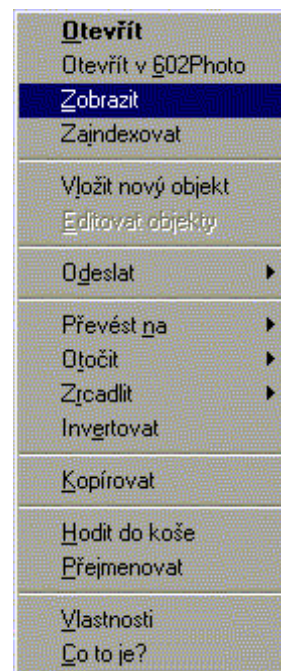 Otevřít
Otevřít v 602Photo
Zobrazit
Zaindexovat
Vložit nový objekt
Editovat objekty
Odeslat
Převést na
Otočit
Zrcadlit
Invertovat
Kopírovat
Hodit do koše
Přejmenovat
Vlastnosti
Co to je?